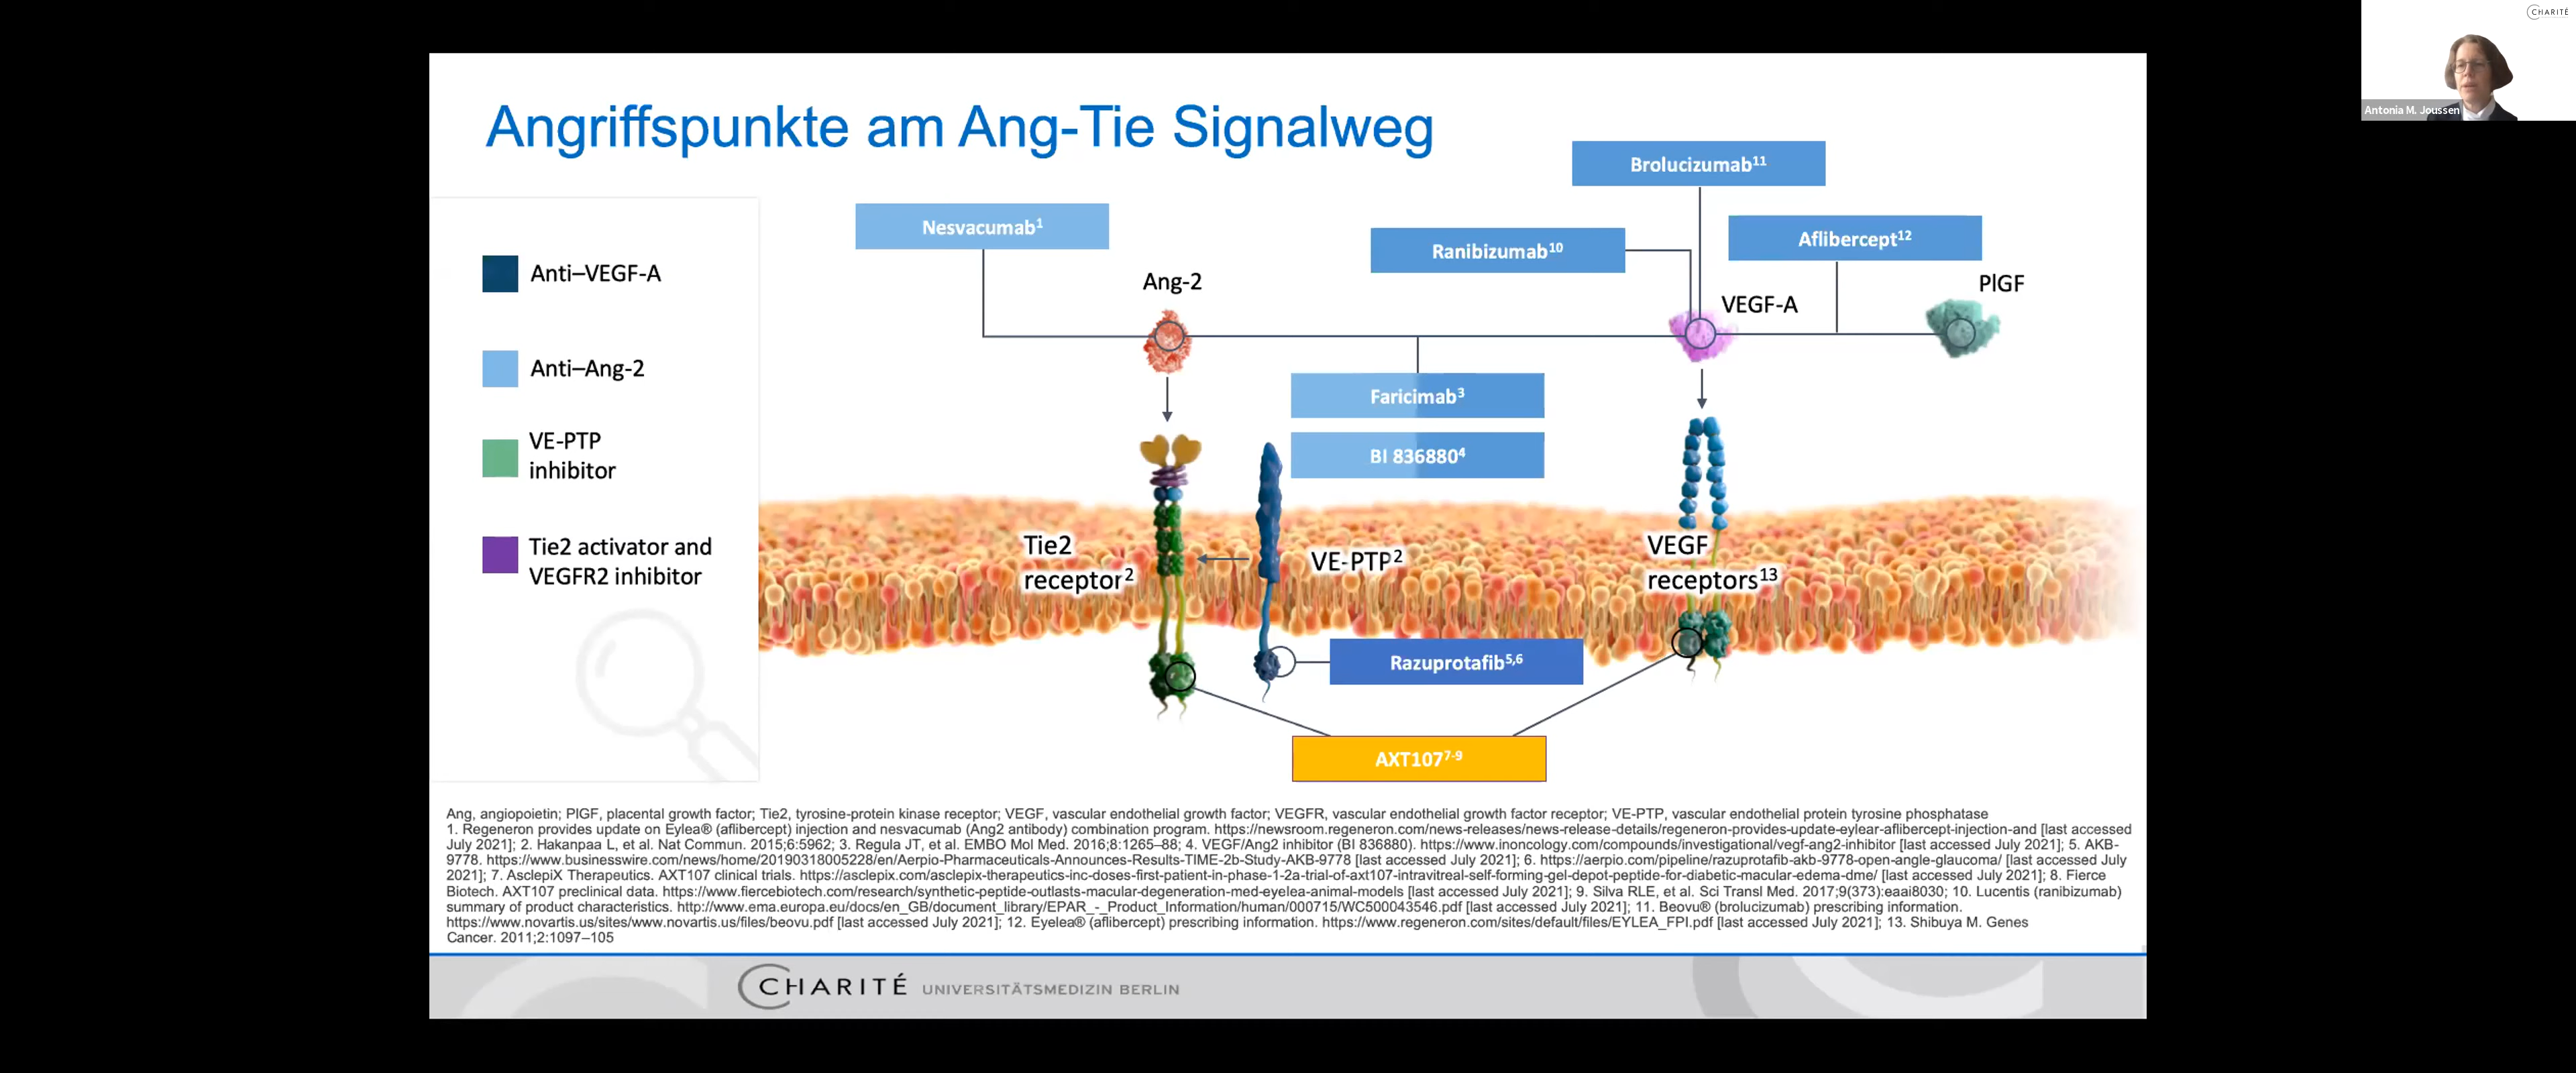 CHARITÉ
Antonia M. Joussen
Angriffspunkte am Ang-Tie Signalweg
Brolucizumab11
Nesvacumab1
Ranibizumab10
Aflibercept12
Anti–VEGF-A
Ang-2
PlGF
VEGF-A
Anti–Ang-2
Faricimab3
BI 8368804
VE-PTP
inhibitor
Tie2
receptor2
VE-PTP2
VEGF
receptors13
Tie2 activator and
VEGFR2 inhibitor
Razuprotafib5,6
AXT1077-9
Ang, angiopoietin; PlGF, placental growth factor; Tie2, tyrosine-protein kinase receptor; VEGF, vascular endothelial growth factor; VEGFR, vascular endothelial growth factor receptor; VE-PTP, vascular endothelial protein tyrosine phosphatase
1. Regeneron provides update on Eylea® (aflibercept) injection and nesvacumab (Ang2 antibody) combination program. https://newsroom.regeneron.com/news-releases/news-release-details/regeneron-provides-update-eylear-aflibercept-injection-and [last accessed
July 2021]; 2. Hakanpaa L, et al. Nat Commun. 2015;6:5962; 3. Regula JT, et al. EMBO Mol Med. 2016;8:1265–88; 4. VEGF/Ang2 inhibitor (BI 836880). https://www.inoncology.com/compounds/investigational/vegf-ang2-inhibitor [last accessed July 2021]; 5. AKB-
9778. https://www.businesswire.com/news/home/20190318005228/en/Aerpio-Pharmaceuticals-Announces-Results-TIME-2b-Study-AKB-9778 [last accessed July 2021]; 6. https://aerpio.com/pipeline/razuprotafib-akb-9778-open-angle-glaucoma/ [last accessed July
2021]; 7. AsclepiX Therapeutics. AXT107 clinical trials. https://asclepix.com/asclepix-therapeutics-inc-doses-first-patient-in-phase-1-2a-trial-of-axt107-intravitreal-self-forming-gel-depot-peptide-for-diabetic-macular-edema-dme/ [last accessed July 2021]; 8. Fierce
Biotech. AXT107 preclinical data. https://www.fiercebiotech.com/research/synthetic-peptide-outlasts-macular-degeneration-med-eyelea-animal-models [last accessed July 2021]; 9. Silva RLE, et al. Sci Transl Med. 2017;9(373):eaai8030; 10. Lucentis (ranibizumab)
summary of product characteristics. http://www.ema.europa.eu/docs/en_GB/document_library/EPAR_-_Product_Information/human/000715/WC500043546.pdf [last accessed July 2021]; 11. Beovu® (brolucizumab) prescribing information.
https://www.novartis.us/sites/www.novartis.us/files/beovu.pdf [last accessed July 2021]; 12. Eyelea® (aflibercept) prescribing information. https://www.regeneron.com/sites/default/files/EYLEA_FPI.pdf [last accessed July 2021]; 13. Shibuya M. Genes
Cancer. 2011;2:1097–105
CHARITÉ UNIVERSITÄTSMEDIZIN BERLIN